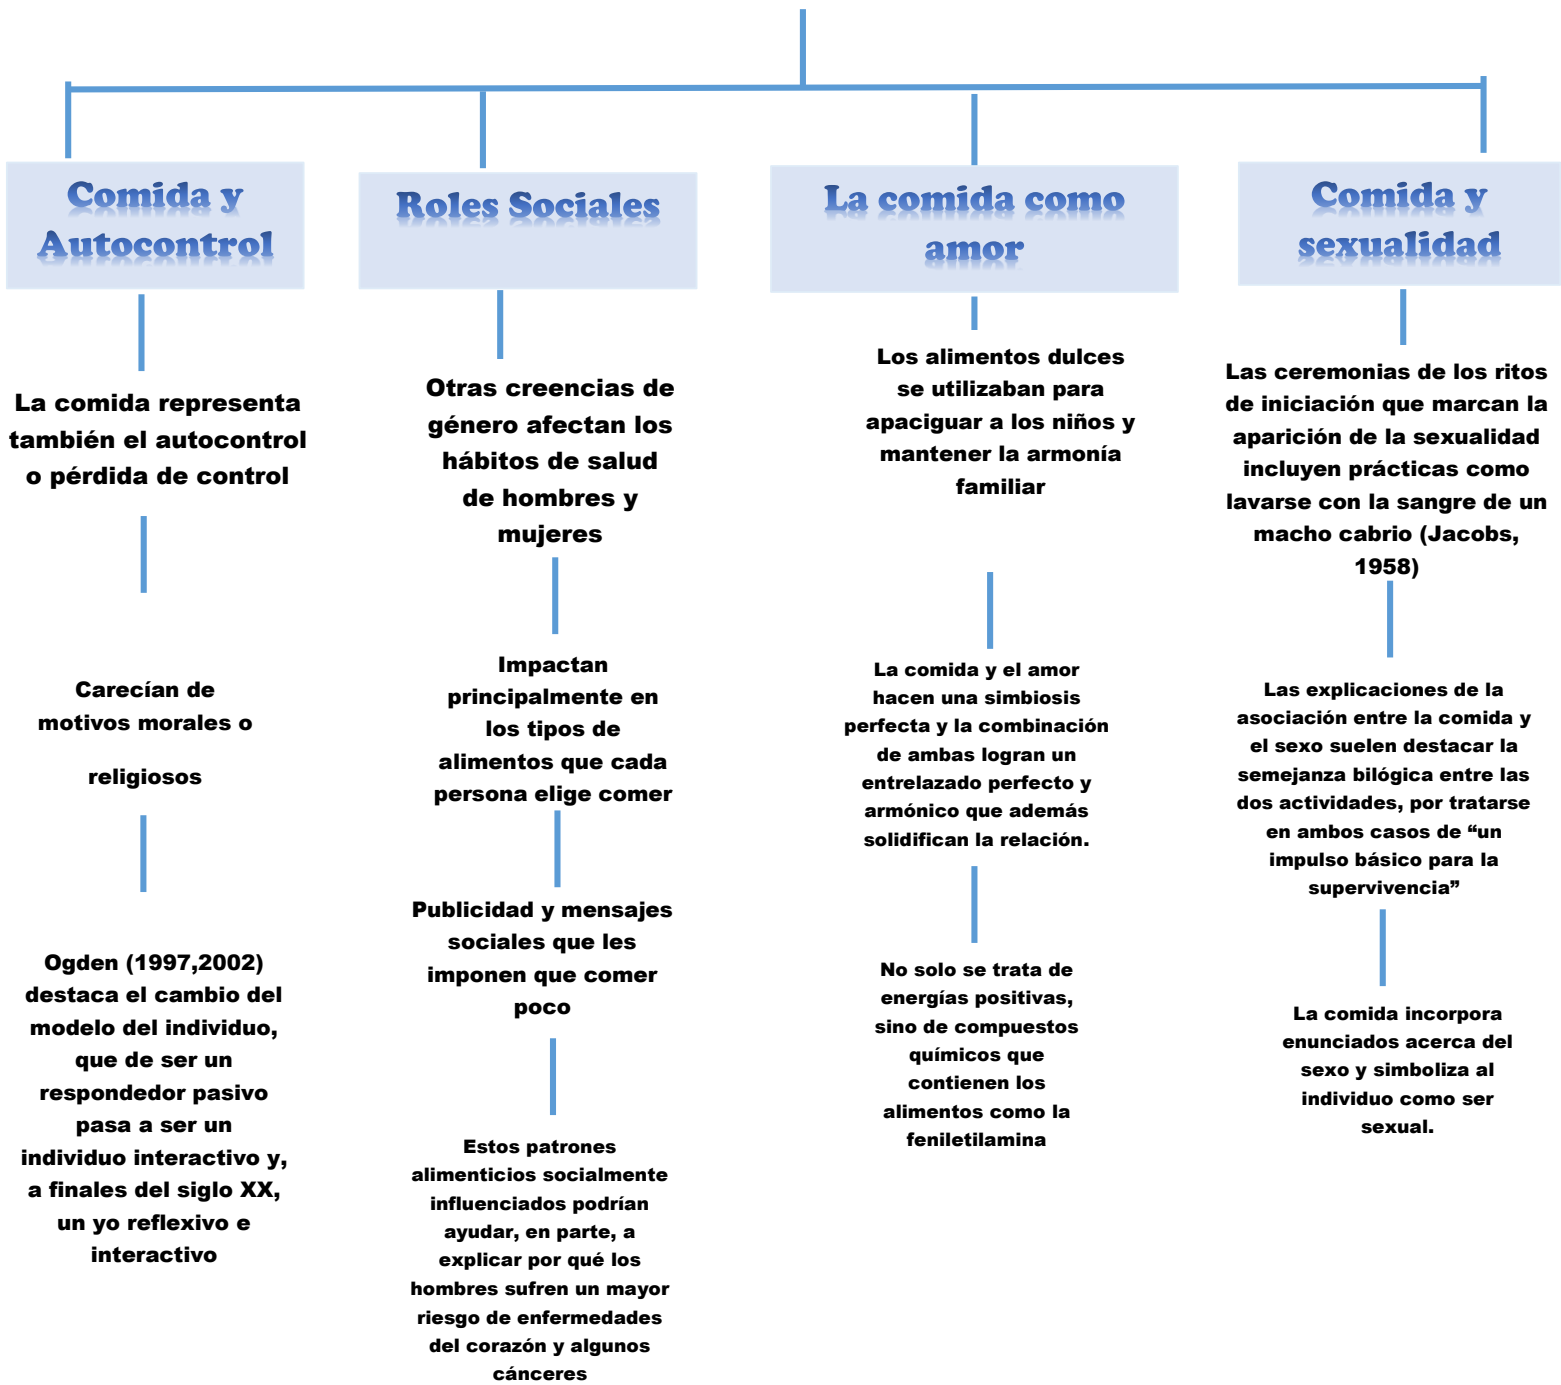 Comida y
Autocontrol
La comida representa
también el autocontrol
o pérdida de control
Carecían de
motivos morales o
religiosos
Ogden (1997,2002)
destaca el cambio del
modelo del individuo,
que de ser un
respondedor pasivo
pasa a ser un
individuo interactivo y,
a finales del siglo XX,
un yo reflexivo e
interactivo
Roles Sociales
Otras creencias de
género afectan los
hábitos de salud
de hombres y
mujeres
Impactan
principalmente en
los tipos de
alimentos que cada
persona elige comer
Publicidad y mensajes
sociales que les
imponen que comer
poco
Estos patrones
alimenticios socialmente
influenciados podrían
ayudar, en parte, a
explicar por qué los
hombres sufren un mayor
riesgo de enfermedades
del corazón y algunos
cánceres
La comida como
amor
Los alimentos dulces
se utilizaban para
apaciguar a los niños y
mantener la armonía
familiar
La comida y el amor
hacen una simbiosis
perfecta y la combinación
de ambas logran un
entrelazado perfecto y
armónico que además
solidifican la relación.
No solo se trata de
energías positivas,
sino de compuestos
químicos que
contienen los
alimentos como la
feniletilamina
Comida y
sexualidad
Las ceremonias de los ritos
de iniciación que marcan la
aparición de la sexualidad
incluyen prácticas como
lavarse con la sangre de un
macho cabrio (Jacobs,
1958)
Las explicaciones de la
asociación entre la comida y
el sexo suelen destacar la
semejanza bilógica entre las
dos actividades, por tratarse
en ambos casos de “un
impulso básico para la
supervivencia”
La comida incorpora
enunciados acerca del
sexo y simboliza al
individuo como ser
sexual.